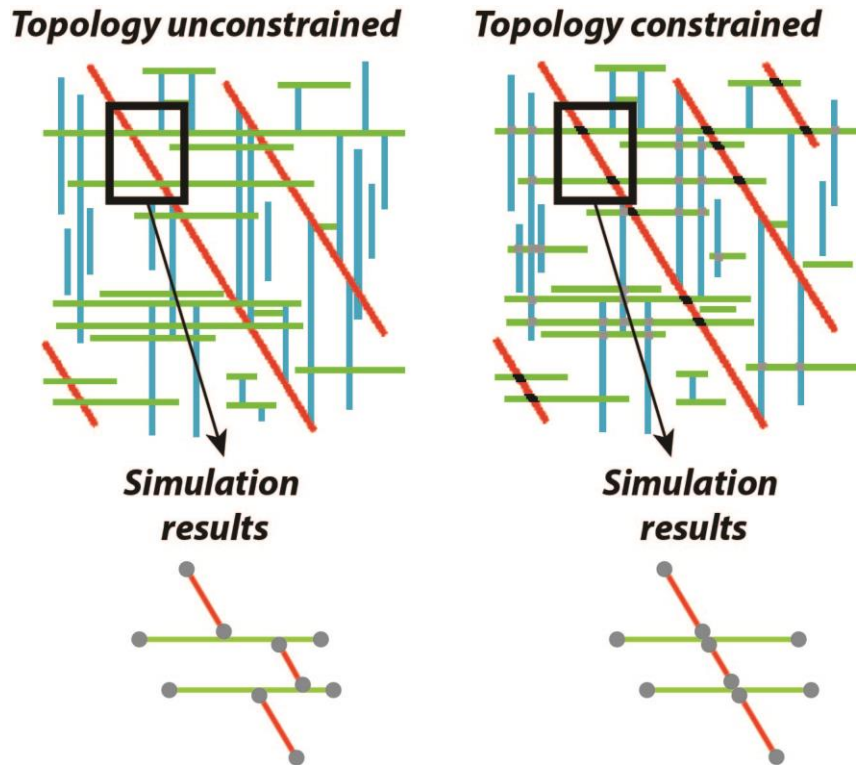 Topology unconstrained
Topology constrained
Simulation
results
Simulation
results